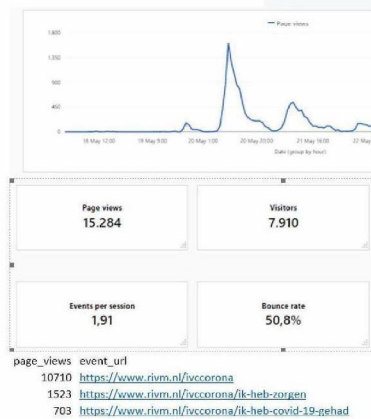 Page views
1.800
1.350
900
450
0
18 May 12:00 19 May 9:00 20 May 1:00 20 May 20:00 21 May 16:00 22 May
Date (group by hour)
Page views Visitors
15.284 7.910
Events per session Bounce rate
1,91 50,8%
page_views event_url
10710 https://www.rivm.nl/ivccorona
1523 https://www.rivm.nl/ivccorona/ik-heb-zorgen
703 https://www.rivm.nl/ivccorona/ik-heb-covid-19-gehad